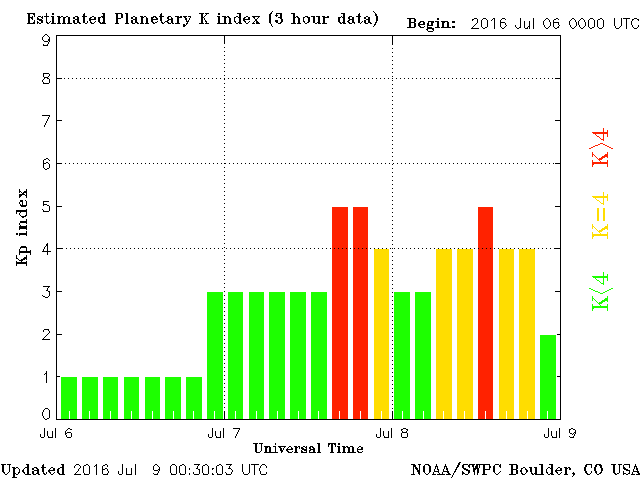 Estimated Planetary K index (3 hour data) Begin: 2016 Jul 06 0000 UTC
9
8
7
6
5
4
3
2
1
0
Kp index
K>4
K=4
K<4
Jul 6 Jul 7 Jul 8 Jul 9
Universal Time
Updated 2016 Jul 9 00:30:03 UTC NOAA/SWPC Boulder, CO USA